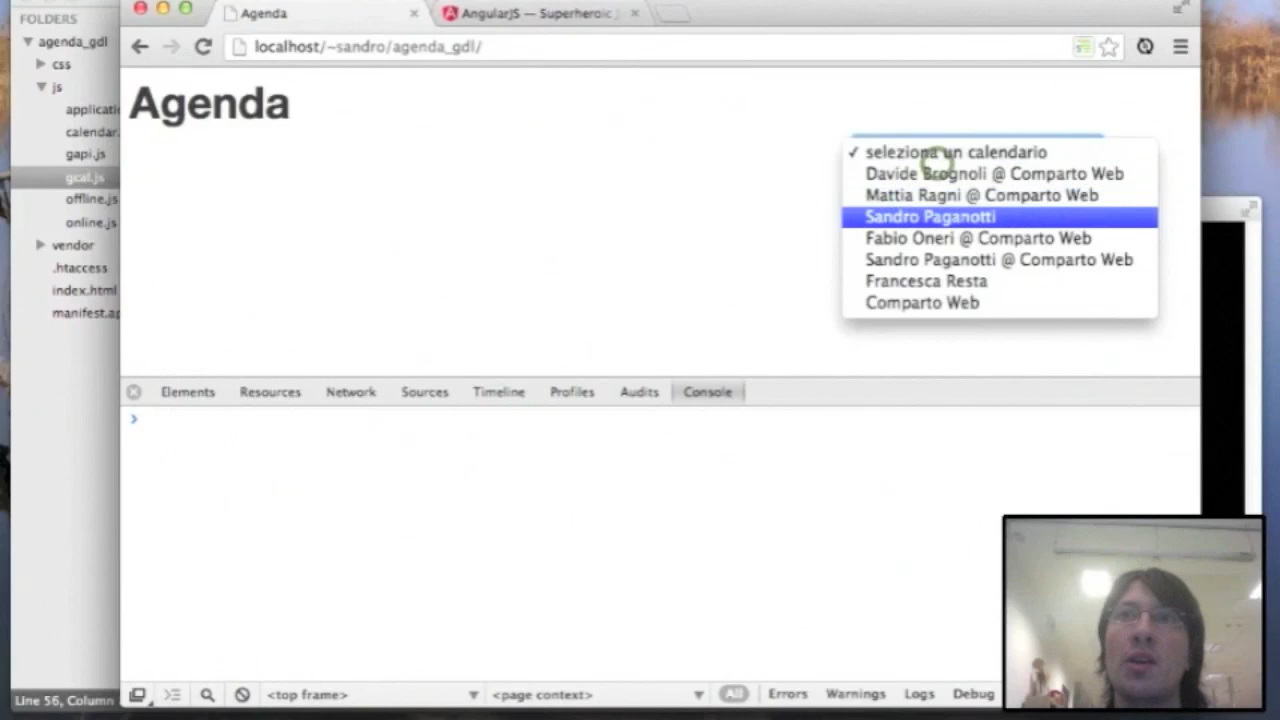 FOLDERS
agenda_gdl
css
js
applicati
calendar.
gapi.js
gcal.js
offline.js
online.js
vendor
.htaccess
index.html
manifest.ap
Line 56, Column
Agenda
AngularJS — Superheroic J
localhost/~sandro/agenda_gdl/
Agenda
✓ seleziona un calendario
Davide Brognoli @ Comparto Web
Mattia Ragni @ Comparto Web
Sandro Paganotti
Fabio Oneri @ Comparto Web
Sandro Paganotti @ Comparto Web
Francesca Resta
Comparto Web
Elements Resources Network Sources Timeline Profiles Audits Console
<top frame> <page context> All Errors Warnings Logs Debug